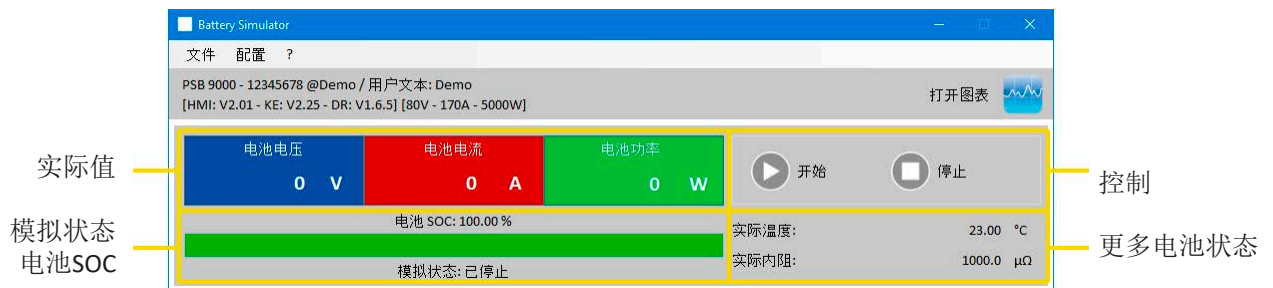 Battery Simulator
文件 配置 ?
PSB 9000 - 12345678 @Demo / 用户文本: Demo
[HMI: V2.01 - KE: V2.25 - DR: V1.6.5] [80V - 170A - 5000W]
打开图表
实际值
电池电压
0 V
电池电流
0 A
电池功率
0 W
开始
停止
控制
模拟状态
电池SOC
电池 SOC: 100.00 %
模拟状态: 已停止
实际温度: 23.00 °C
实际内阻: 1000.0 μΩ
更多电池状态